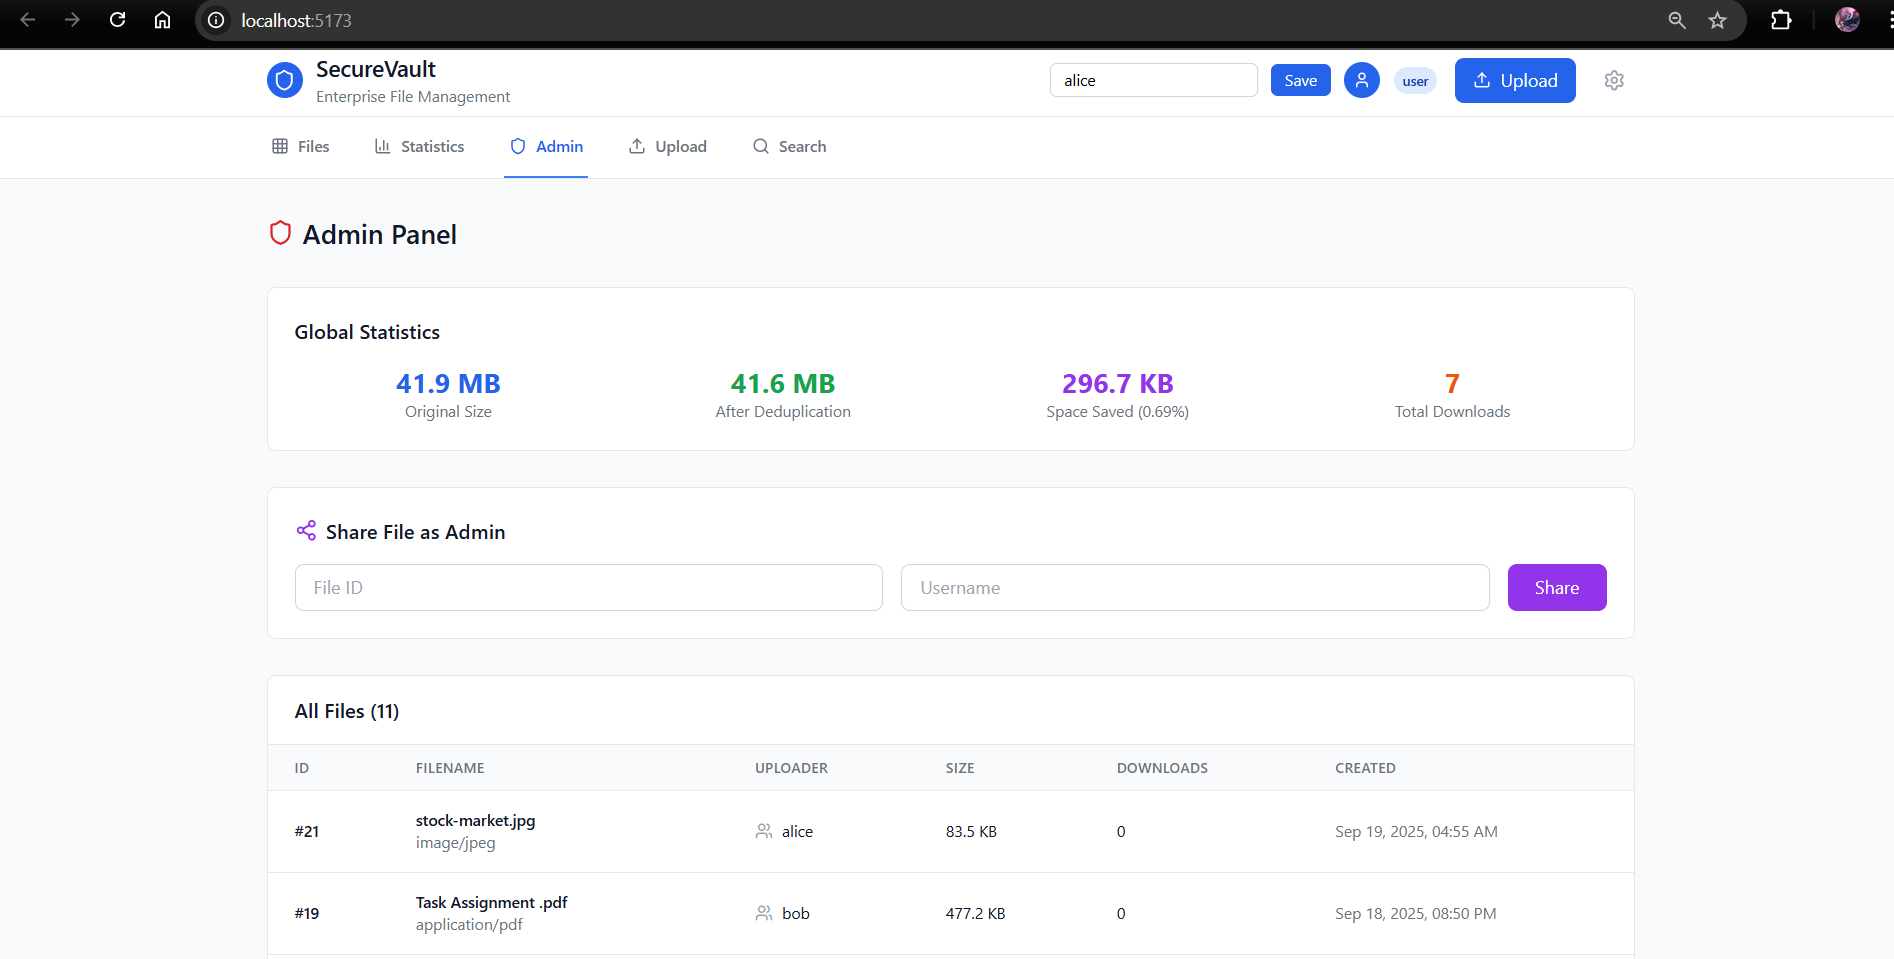 localhost:5173
SecureVault
Enterprise File Management
alice
Save
user
Upload
Files
Statistics
Admin
Upload
Search
Admin Panel
Global Statistics
41.9 MB
Original Size
41.6 MB
After Deduplication
296.7 KB
Space Saved (0.69%)
7
Total Downloads
Share File as Admin
File ID
Username
Share
All Files (11)
ID FILENAME UPLOADER SIZE DOWNLOADS CREATED
#21 stock-market.jpg alice 83.5 KB 0 Sep 19, 2025, 04:55 AM
image/jpeg
#19 Task Assignment .pdf bob 477.2 KB 0 Sep 18, 2025, 08:50 PM
application/pdf